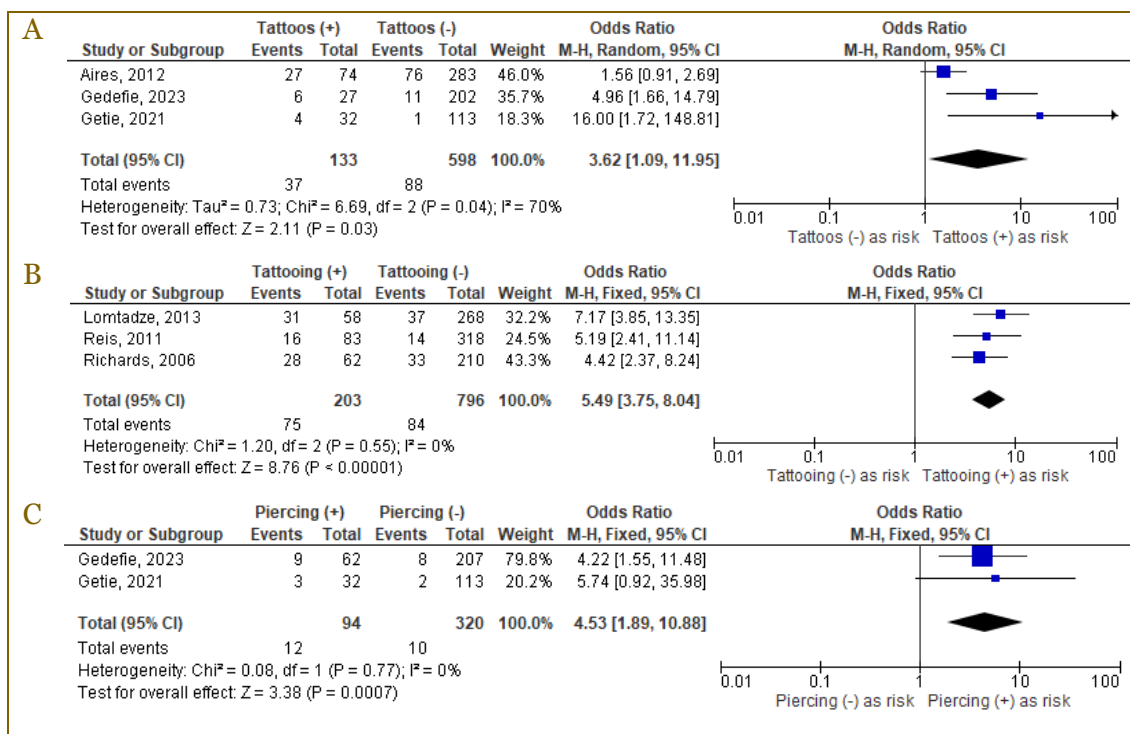 A
Tattoos (+) Tattoos (-) Odds Ratio Odds Ratio
Study or Subgroup Events Total Events Total Weight M-H, Random, 95% CI M-H, Random, 95% CI
Aires, 2012 27 74 76 283 46.0% 1.56 [0.91, 2.69]
Gedefie, 2023 6 27 11 202 35.7% 4.96 [1.66, 14.79]
Getie, 2021 4 32 1 113 18.3% 16.00 [1.72, 148.81]
Total (95% CI) 133 598 100.0% 3.62 [1.09, 11.95]
Total events 37 88
Heterogeneity: Tau² = 0.73; Chi² = 6.69, df = 2 (P = 0.04); I² = 70%
Test for overall effect: Z = 2.11 (P = 0.03)
0.01 0.1 1 10 100
Tattoos (-) as risk Tattoos (+) as risk
B
Tattooing (+) Tattooing (-) Odds Ratio Odds Ratio
Study or Subgroup Events Total Events Total Weight M-H, Fixed, 95% CI M-H, Fixed, 95% CI
Lomtadze, 2013 31 58 37 268 32.2% 7.17 [3.85, 13.35]
Reis, 2011 16 83 14 318 24.5% 5.19 [2.41, 11.14]
Richards, 2006 28 62 33 210 43.3% 4.42 [2.37, 8.24]
Total (95% CI) 203 796 100.0% 5.49 [3.75, 8.04]
Total events 75 84
Heterogeneity: Chi² = 1.20, df = 2 (P = 0.55); I² = 0%
Test for overall effect: Z = 8.76 (P < 0.00001)
0.01 0.1 1 10 100
Tattooing (-) as risk Tattooing (+) as risk
C
Piercing (+) Piercing (-) Odds Ratio Odds Ratio
Study or Subgroup Events Total Events Total Weight M-H, Fixed, 95% CI M-H, Fixed, 95% CI
Gedefie, 2023 9 62 8 207 79.8% 4.22 [1.55, 11.48]
Getie, 2021 3 32 2 113 20.2% 5.74 [0.92, 35.98]
Total (95% CI) 94 320 100.0% 4.53 [1.89, 10.88]
Total events 12 10
Heterogeneity: Chi² = 0.08, df = 1 (P = 0.77); I² = 0%
Test for overall effect: Z = 3.38 (P = 0.0007)
0.01 0.1 1 10 100
Piercing (-) as risk Piercing (+) as risk